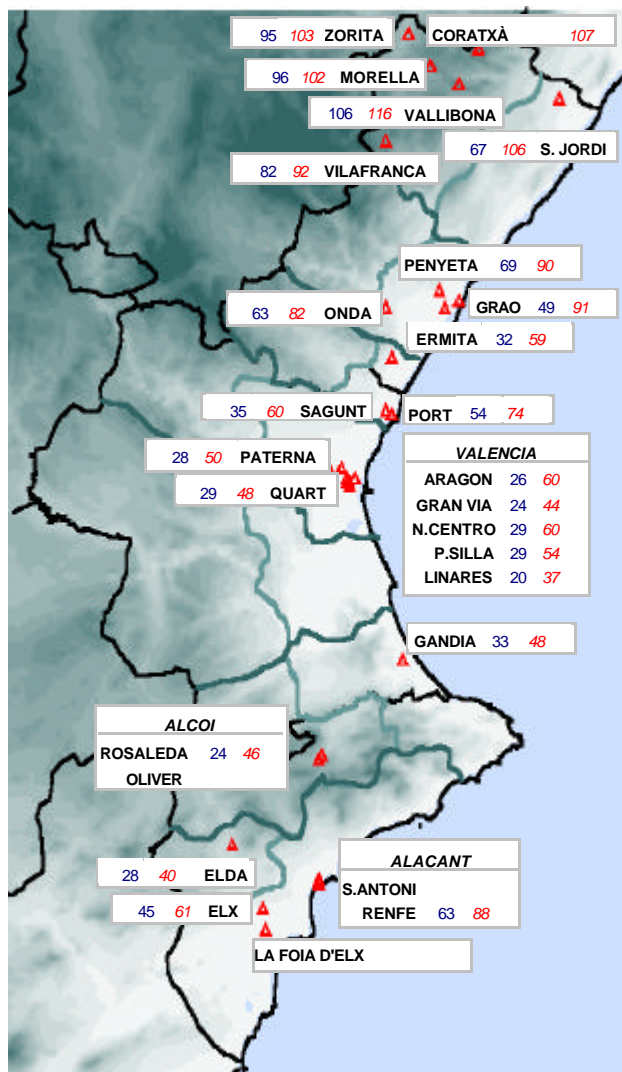 95 103 ZORITA
CORATXÀ 107
96 102 MORELLA
106 116 VALLIBONA
67 106 S. JORDI
82 92 VILAFRANCA
PENYETA 69 90
63 82 ONDA
GRAO 49 91
ERMITA 32 59
35 60 SAGUNT
PORT 54 74
28 50 PATERNA
29 48 QUART
VALENCIA
ARAGON 26 60
GRAN VIA 24 44
N.CENTRO 29 60
P.SILLA 29 54
LINARES 20 37
GANDIA 33 48
ALCOI
ROSALEDA 24 46
OLIVER
28 40 ELDA
45 61 ELX
ALACANT
S.ANTONI
RENFE 63 88
LA FOIA D'ELX